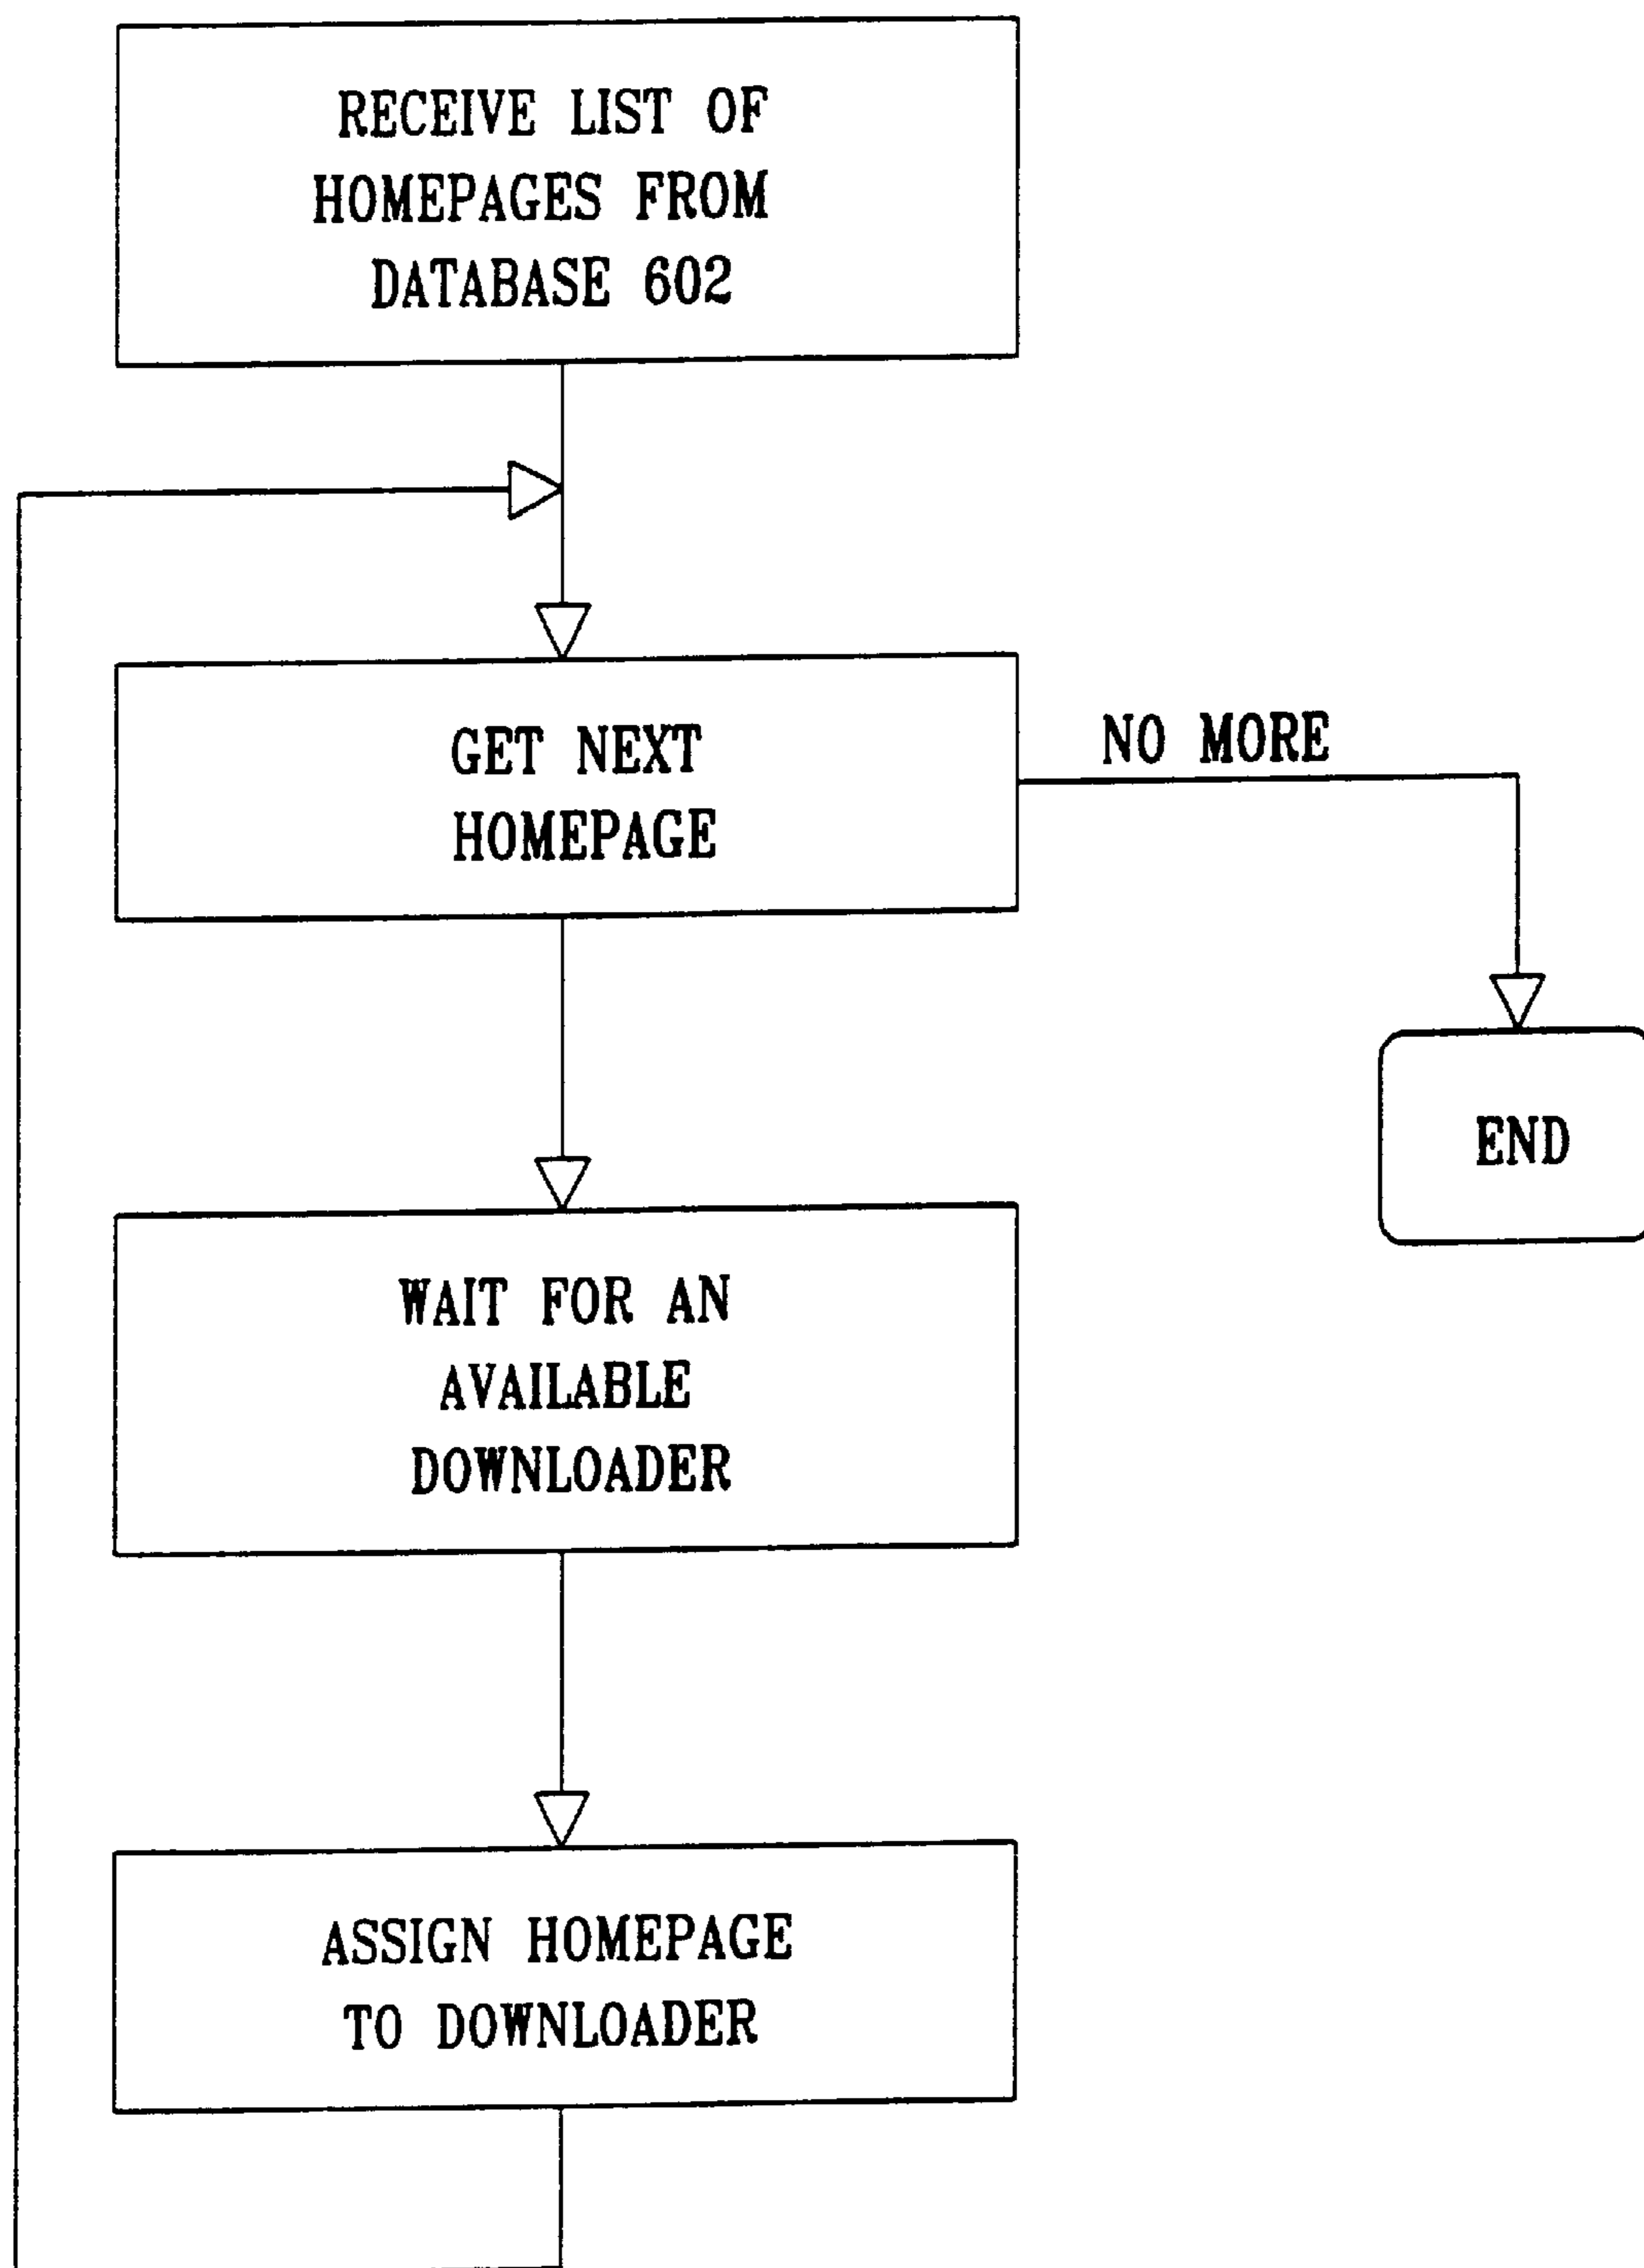 RECEIVE LIST OF
HOMEPAGES FROM
DATABASE 602
GET NEXT
HOMEPAGE
NO MORE
END
WAIT FOR AN
AVAILABLE
DOWNLOADER
ASSIGN HOMEPAGE
TO DOWNLOADER